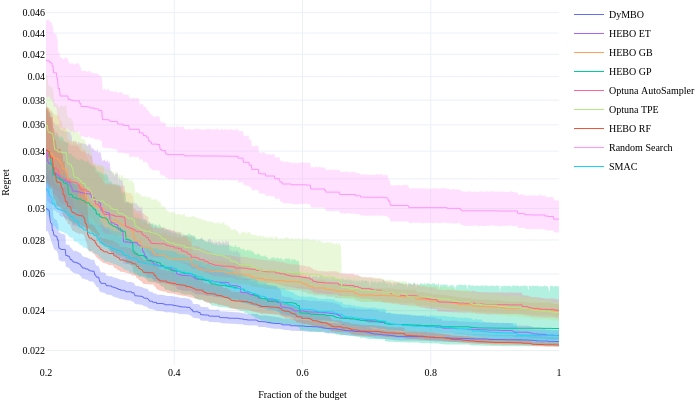 0.046
0.044
0.042
0.04
0.038
0.036
0.034
0.032
0.03
0.028
0.026
0.024
0.022
Regret
0.2
0.4
0.6
0.8
1
Fraction of the budget
DyMBO
HEBO ET
HEBO GB
HEBO GP
Optuna AutoSampler
Optuna TPE
HEBO RF
Random Search
SMAC